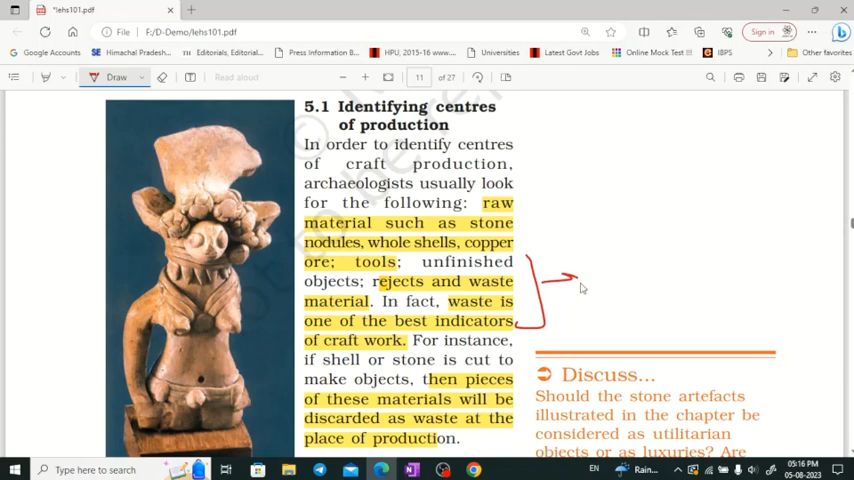 *lehs101.pdf
File | F:/D-Demo/lehs101.pdf
Sign in
Google Accounts
Himachal Pradesh...
Editorials, Editorial...
Press Information B...
HPU, 2015-16 www....
Universities
Latest Govt Jobs
Online Mock Test !!!
IBPS
Other favorites
Draw
Read aloud
11 of 27
5.1 Identifying centres
of production
In order to identify centres
of craft production,
archaeologists usually look
for the following: raw
material such as stone
nodules, whole shells, copper
ore; tools; unfinished
objects; rejects and waste
material. In fact, waste is
one of the best indicators
of craft work. For instance,
if shell or stone is cut to
make objects, then pieces
of these materials will be
discarded as waste at the
place of production.
Discuss...
Should the stone artefacts
illustrated in the chapter be
considered as utilitarian
objects or as luxuries? Are
Type here to search
EN
Rain...
05:16 PM
05-08-2023